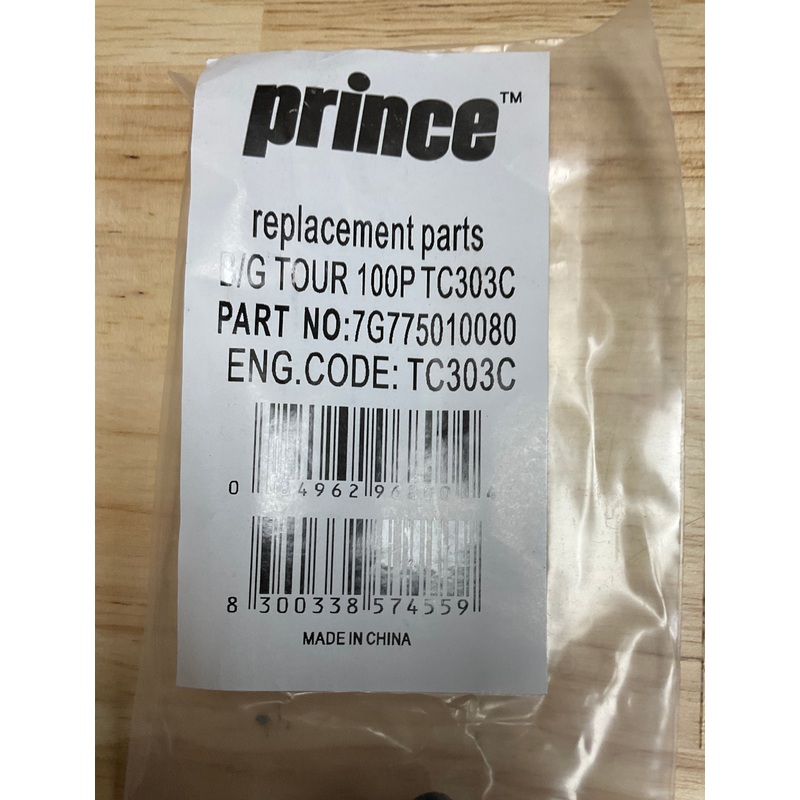 prince™
replacement parts
B/G TOUR 100P TC303C
PART NO:7G775010080
ENG.CODE: TC303C
8 300338 574559
MADE IN CHINA